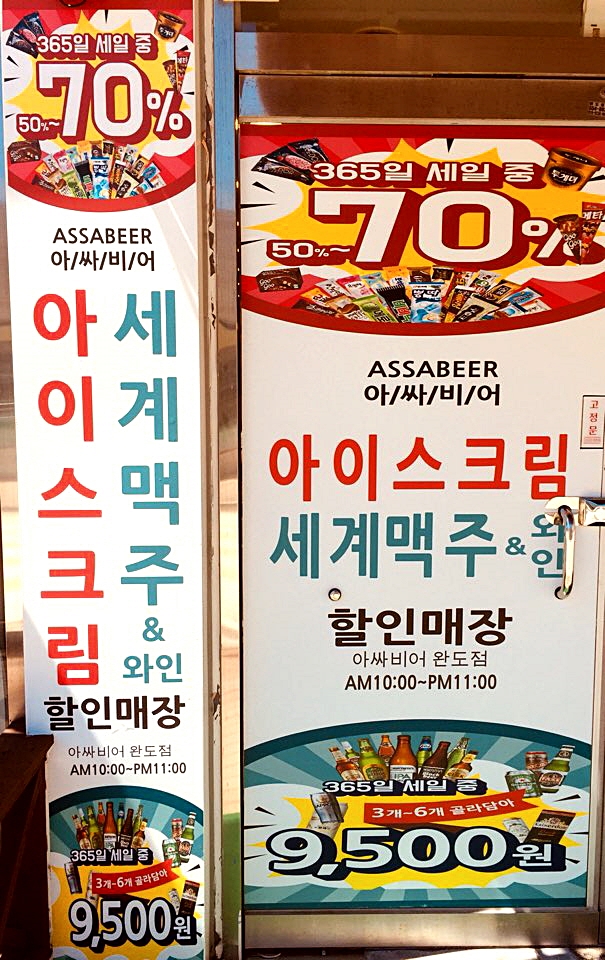 365일 세일 중
50%~70%
ASSABEER
아/싸/비/어
아이스크림
세계맥주
&
와인
할인매장
아싸비어 완도점
AM10:00~PM11:00
365일 세일 중
3개~6개 골라담아
9,500원
365일 세일 중
50%~70%
투게더
ASSABEER
아/싸/비/어
고정문
아이스크림
세계맥주&와인
할인매장
아싸비어 완도점
AM10:00~PM11:00
365일 세일 중
3개~6개 골라담아
9,500원